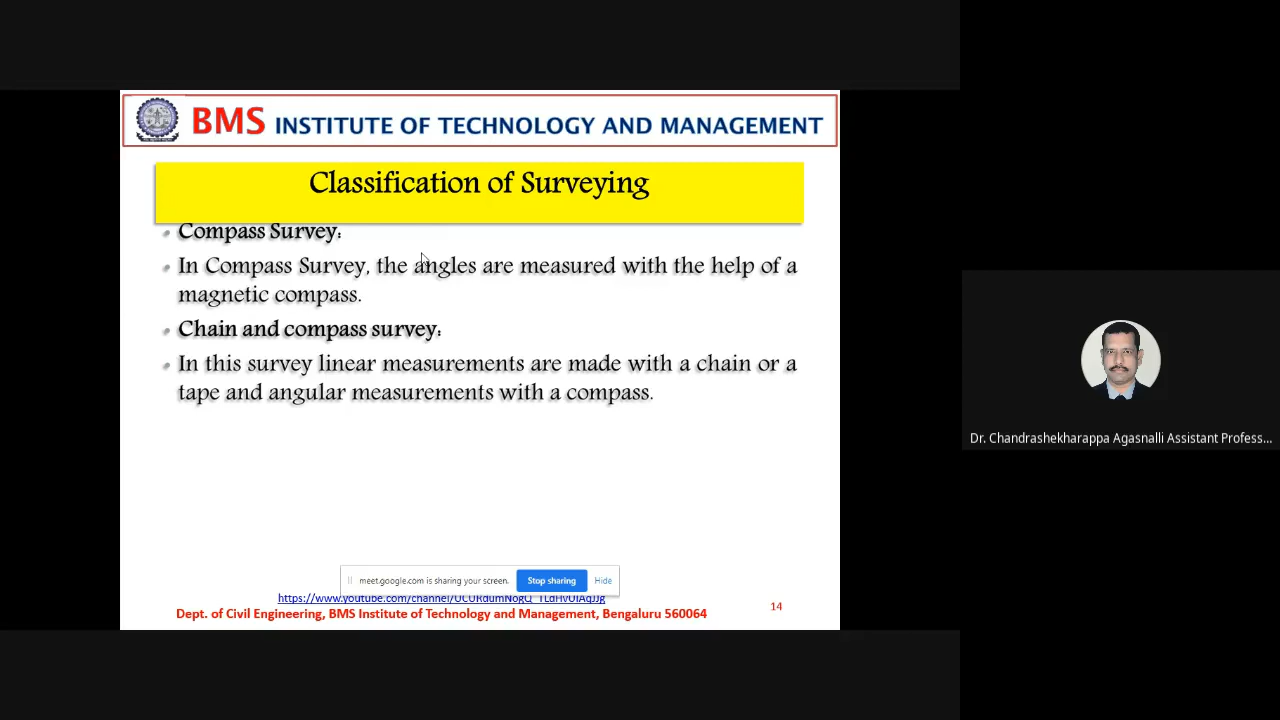 BMS INSTITUTE OF TECHNOLOGY AND MANAGEMENT
Classification of Surveying
Compass Survey:
In Compass Survey, the angles are measured with the help of a
magnetic compass.
Chain and compass survey:
In this survey linear measurements are made with a chain or a
tape and angular measurements with a compass.
meet.google.com is sharing your screen. Stop sharing Hide
Dept. of Civil Engineering, BMS Institute of Technology and Management, Bengaluru 560064
14
Dr. Chandrashekharappa Agasnalli Assistant Profess...